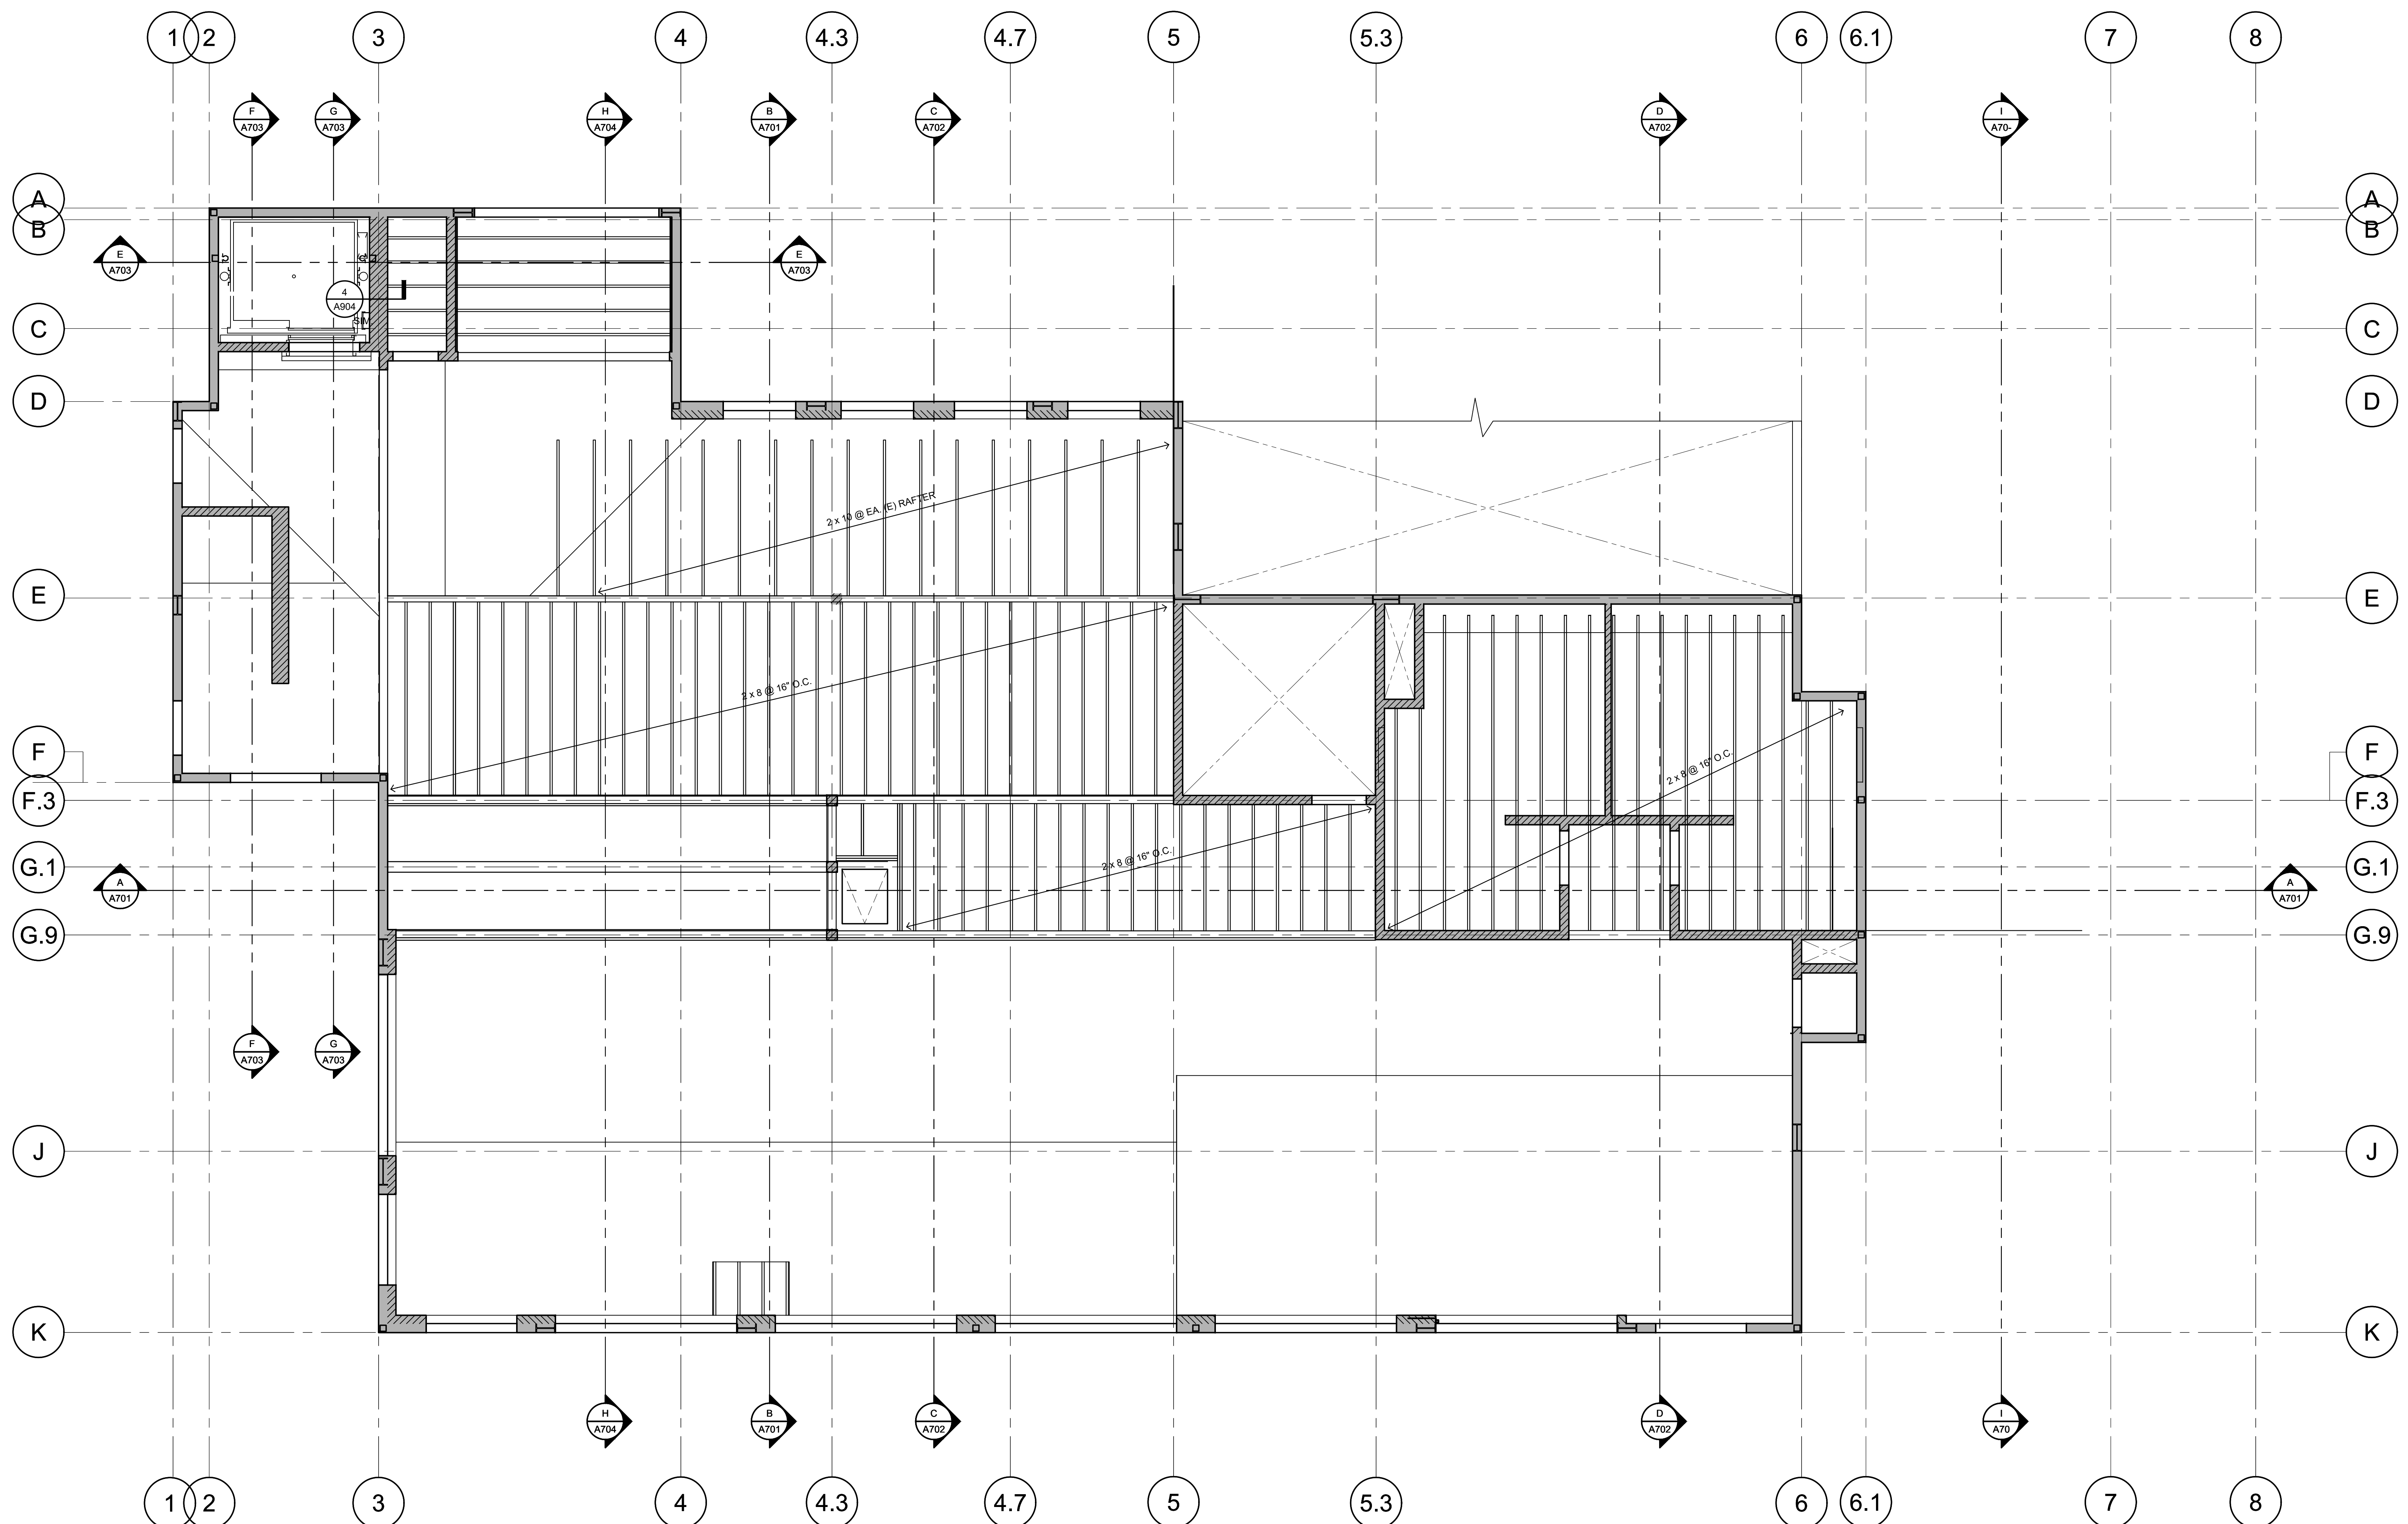 1 2 3 4 4.3 4.7 5 5.3 6 6.1 7 8
F G H B C D I
A703 A703 A704 A701 A702 A702 A70-
A A
B B
E E
A703 A703
4
A904
SIM
C C
D D
2 x 10 @ EA. (E) RAFTER
E E
2 x 8 @ 16" O.C.
2 x 8 @ 16" O.C.
F F
F.3 F.3
2 x 8 @ 16" O.C.
G.1 G.1
A A
A701 A701
G.9 G.9
F G
A703 A703
J J
K K
H B C D I
A704 A701 A702 A702 A70
1 2 3 4 4.3 4.7 5 5.3 6 6.1 7 8